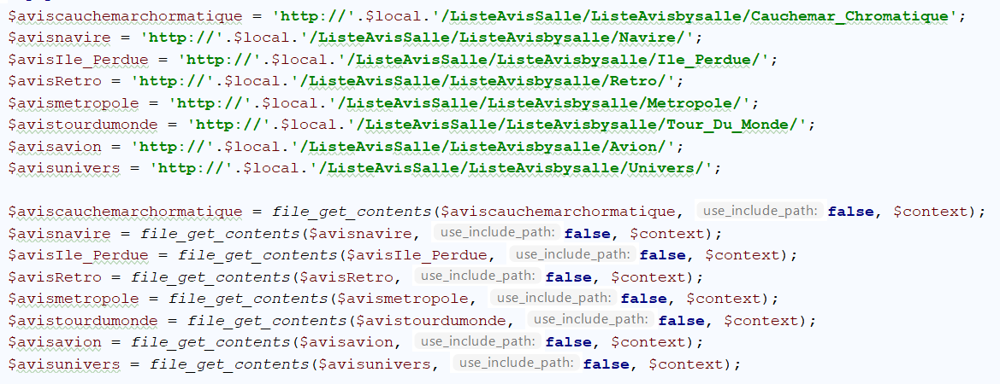 $aviscauchemarchormatique = 'http://'.$local.'/ListeAvisSalle/ListeAvisbysalle/Cauchemar_Chromatique';
$avisnavire = 'http://'.$local.'/ListeAvisSalle/ListeAvisbysalle/Navire/';
$avisIle_Perdue = 'http://'.$local.'/ListeAvisSalle/ListeAvisbysalle/Ile_Perdue/';
$avisRetro = 'http://'.$local.'/ListeAvisSalle/ListeAvisbysalle/Retro/';
$avismetropole = 'http://'.$local.'/ListeAvisSalle/ListeAvisbysalle/Metropole/';
$avistourdumonde = 'http://'.$local.'/ListeAvisSalle/ListeAvisbysalle/Tour_Du_Monde/';
$avisavion = 'http://'.$local.'/ListeAvisSalle/ListeAvisbysalle/Avion/';
$avisunivers = 'http://'.$local.'/ListeAvisSalle/ListeAvisbysalle/Univers/';
$aviscauchemarchormatique = file_get_contents($aviscauchemarchormatique, use_include_path: false, $context);
$avisnavire = file_get_contents($avisnavire, use_include_path: false, $context);
$avisIle_Perdue = file_get_contents($avisIle_Perdue, use_include_path: false, $context);
$avisRetro = file_get_contents($avisRetro, use_include_path: false, $context);
$avismetropole = file_get_contents($avismetropole, use_include_path: false, $context);
$avistourdumonde = file_get_contents($avistourdumonde, use_include_path: false, $context);
$avisavion = file_get_contents($avisavion, use_include_path: false, $context);
$avisunivers = file_get_contents($avisunivers, use_include_path: false, $context);